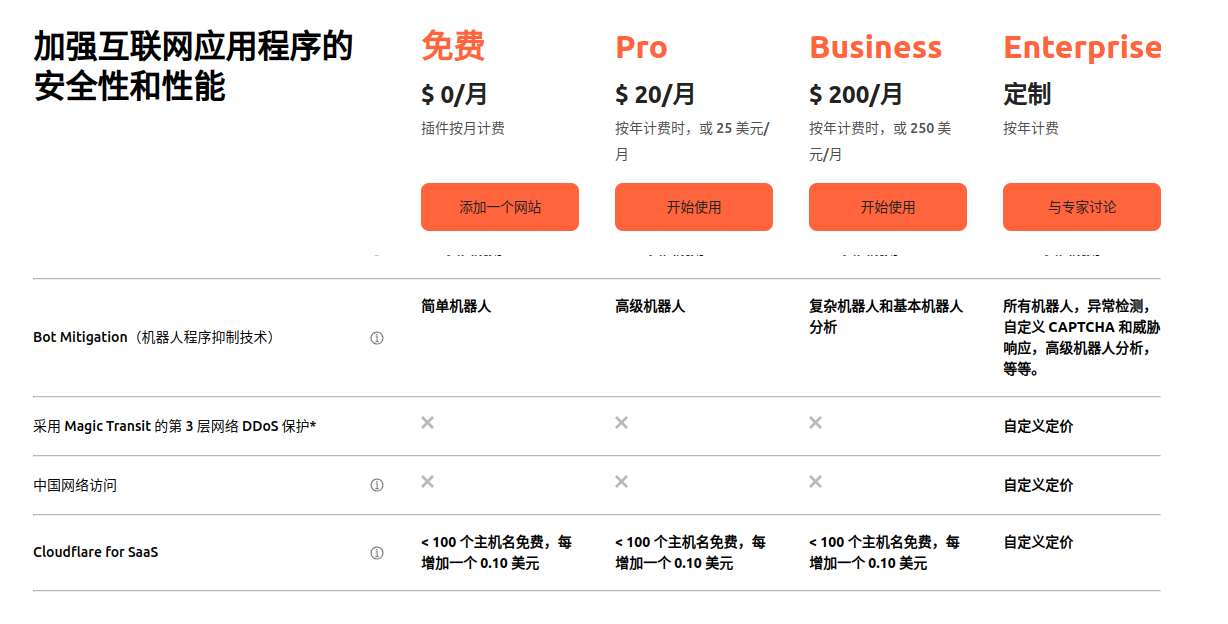 加强互联网应用程序的
安全性和性能
免费
$ 0/月
插件按月计费
添加一个网站
Pro
$ 20/月
按年计费时，或 25 美元/
月
开始使用
Business
$ 200/月
按年计费时，或 250 美
元/月
开始使用
Enterprise
定制
按年计费
与专家讨论
Bot Mitigation（机器人程序抑制技术）
简单机器人
高级机器人
复杂机器人和基本机器人
分析
所有机器人，异常检测，
自定义 CAPTCHA 和威胁
响应，高级机器人分析，
等等。
采用 Magic Transit 的第 3 层网络 DDoS 保护*
自定义定价
中国网络访问
自定义定价
Cloudflare for SaaS
< 100 个主机名免费，每
增加一个 0.10 美元
< 100 个主机名免费，每
增加一个 0.10 美元
< 100 个主机名免费，每
增加一个 0.10 美元
自定义定价